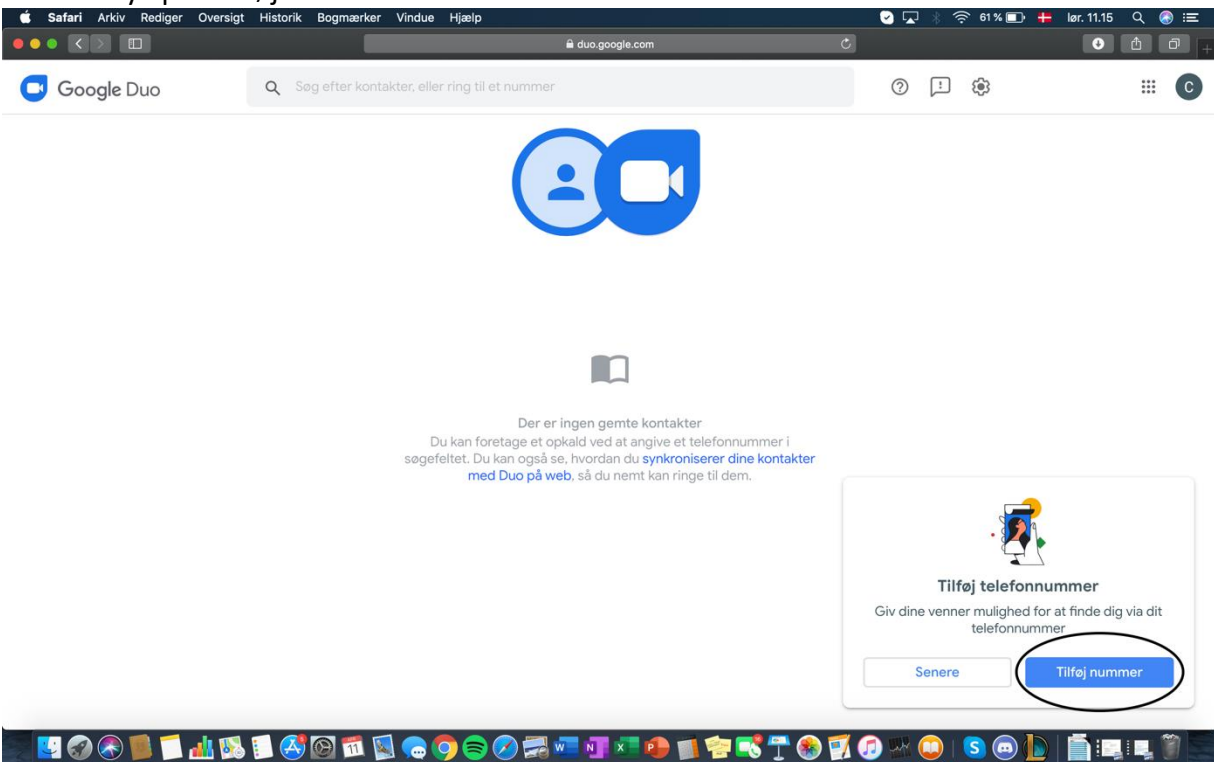 Safari Arkiv Rediger Oversigt Historik Bogmærker Vindue Hjælp 61 % lør. 11.15
duo.google.com
Google Duo Søg efter kontakter, eller ring til et nummer C
Der er ingen gemte kontakter
Du kan foretage et opkald ved at angive et telefonnummer i
søgefeltet. Du kan også se, hvordan du synkroniserer dine kontakter
med Duo på web, så du nemt kan ringe til dem.
Tilføj telefonnummer
Giv dine venner mulighed for at finde dig via dit
telefonnummer
Senere Tilføj nummer